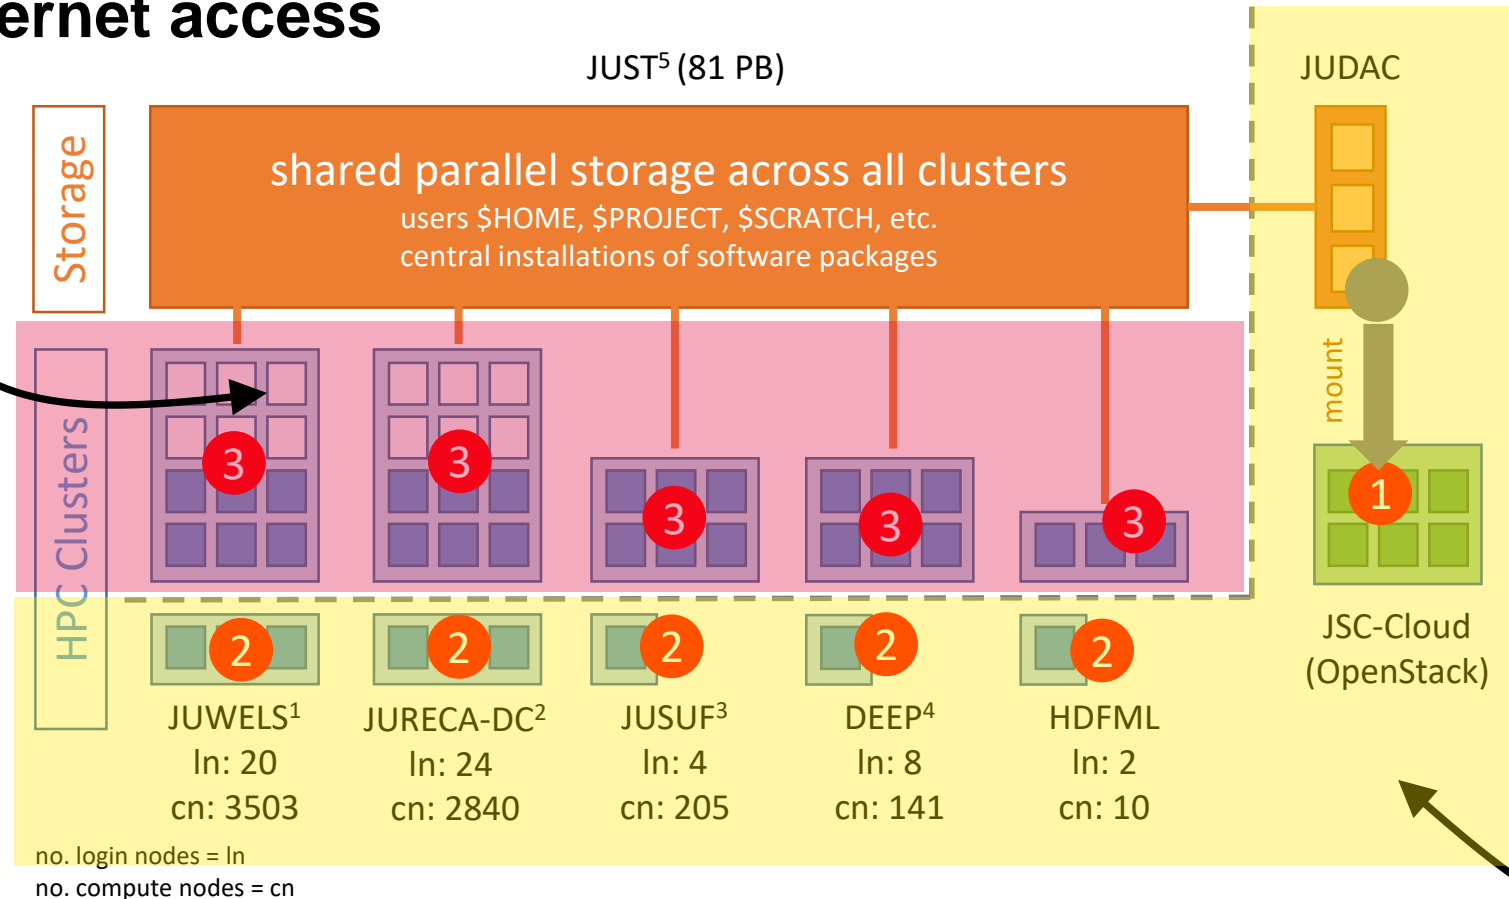 ernet access
JUST5 (81 PB)
JUDAC
Storage
shared parallel storage across all clusters
users $HOME, $PROJECT, $SCRATCH, etc.
central installations of software packages
mount
HPC Clusters
3
3
3
3
3
1
2
2
2
2
2
JUWELS1
ln: 20
cn: 3503
JURECA-DC2
ln: 24
cn: 2840
JUSUF3
ln: 4
cn: 205
DEEP4
ln: 8
cn: 141
HDFML
ln: 2
cn: 10
JSC-Cloud
(OpenStack)
no. login nodes = ln
no. compute nodes = cn